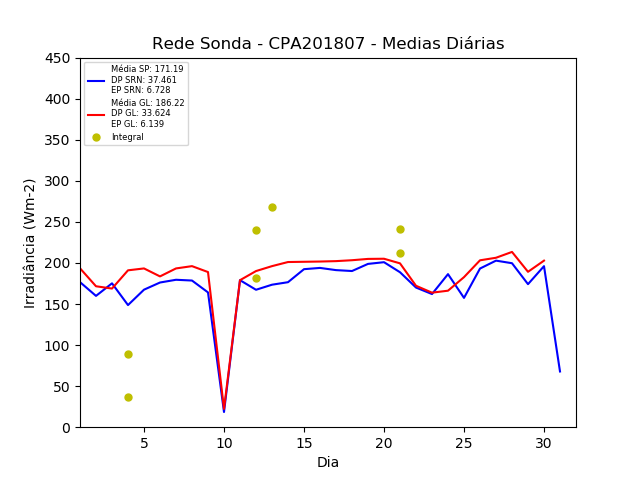 Rede Sonda - CPA201807 - Medias Diárias
Média SP: 171.19
DP SRN: 37.461
EP SRN: 6.728
Média GL: 186.22
DP GL: 33.624
EP GL: 6.139
Integral
Irradiância (Wm-2)
450
400
350
300
250
200
150
100
50
0
5
10
15
20
25
30
Dia